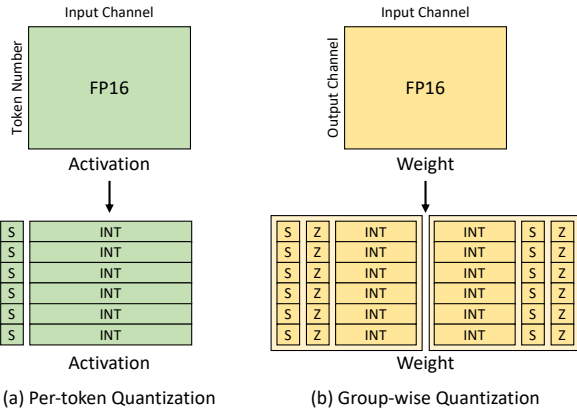 Input Channel
Token Number
FP16
Activation
S INT
S INT
S INT
S INT
S INT
S INT
Activation
(a) Per-token Quantization
Input Channel
Output Channel
FP16
Weight
S Z INT INT S Z
S Z INT INT S Z
S Z INT INT S Z
S Z INT INT S Z
S Z INT INT S Z
S Z INT INT S Z
Weight
(b) Group-wise Quantization